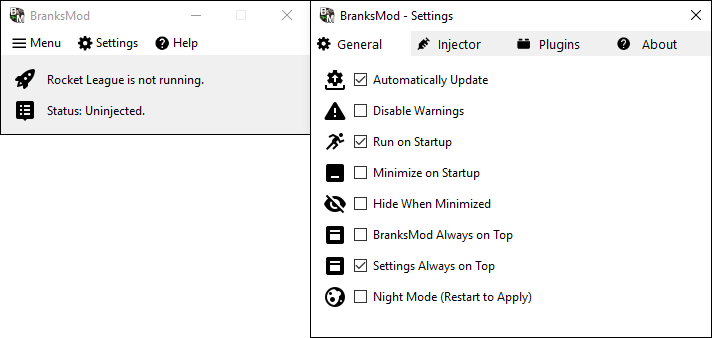 BranksMod
Menu Settings Help
Rocket League is not running.
Status: Uninjected.
BranksMod - Settings
General Injector Plugins About
Automatically Update
Disable Warnings
Run on Startup
Minimize on Startup
Hide When Minimized
BranksMod Always on Top
Settings Always on Top
Night Mode (Restart to Apply)